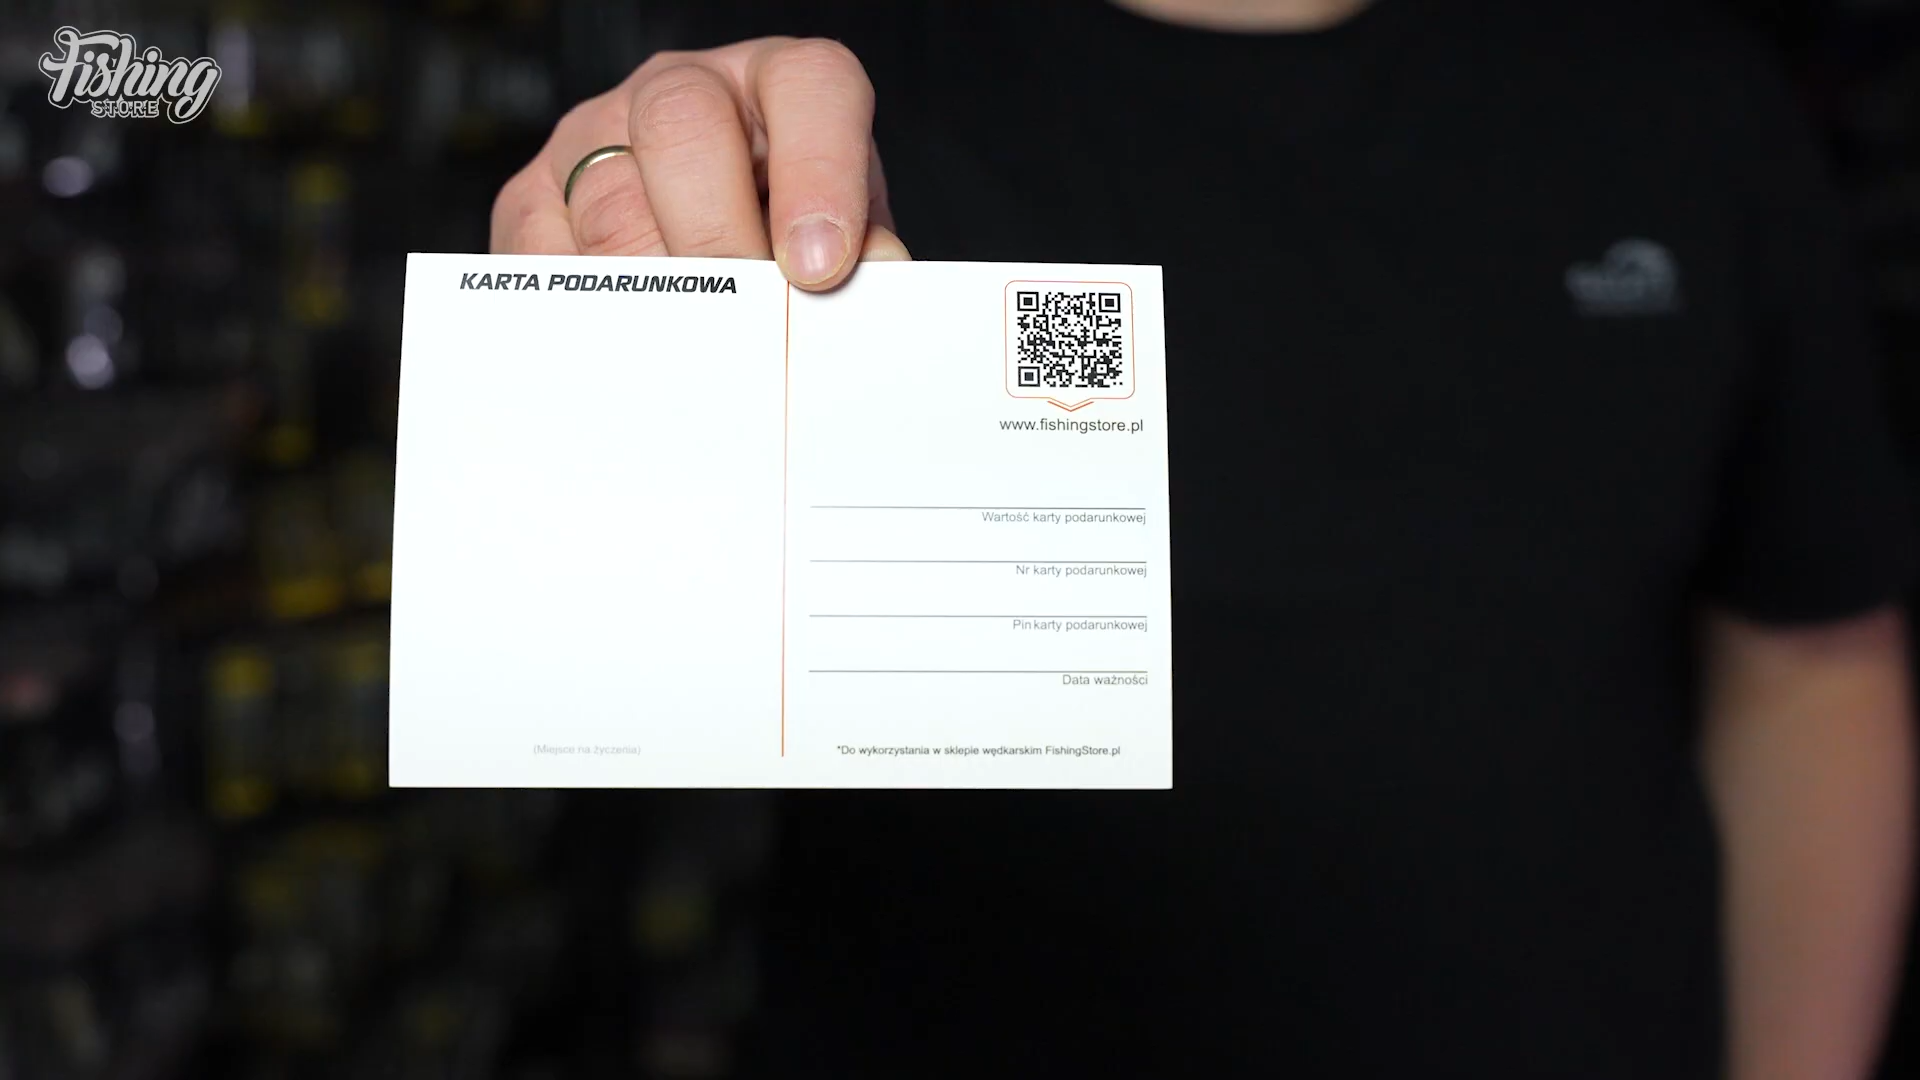 Fishing
STORE
KARTA PODARUNKOWA
www.fishingstore.pl
Wartość karty podarunkowej
Nr karty podarunkowej
Pin karty podarunkowej
Data ważności
(Miejsce na życzenia)
*Do wykorzystania w sklepie wędkarskim FishingStore.pl